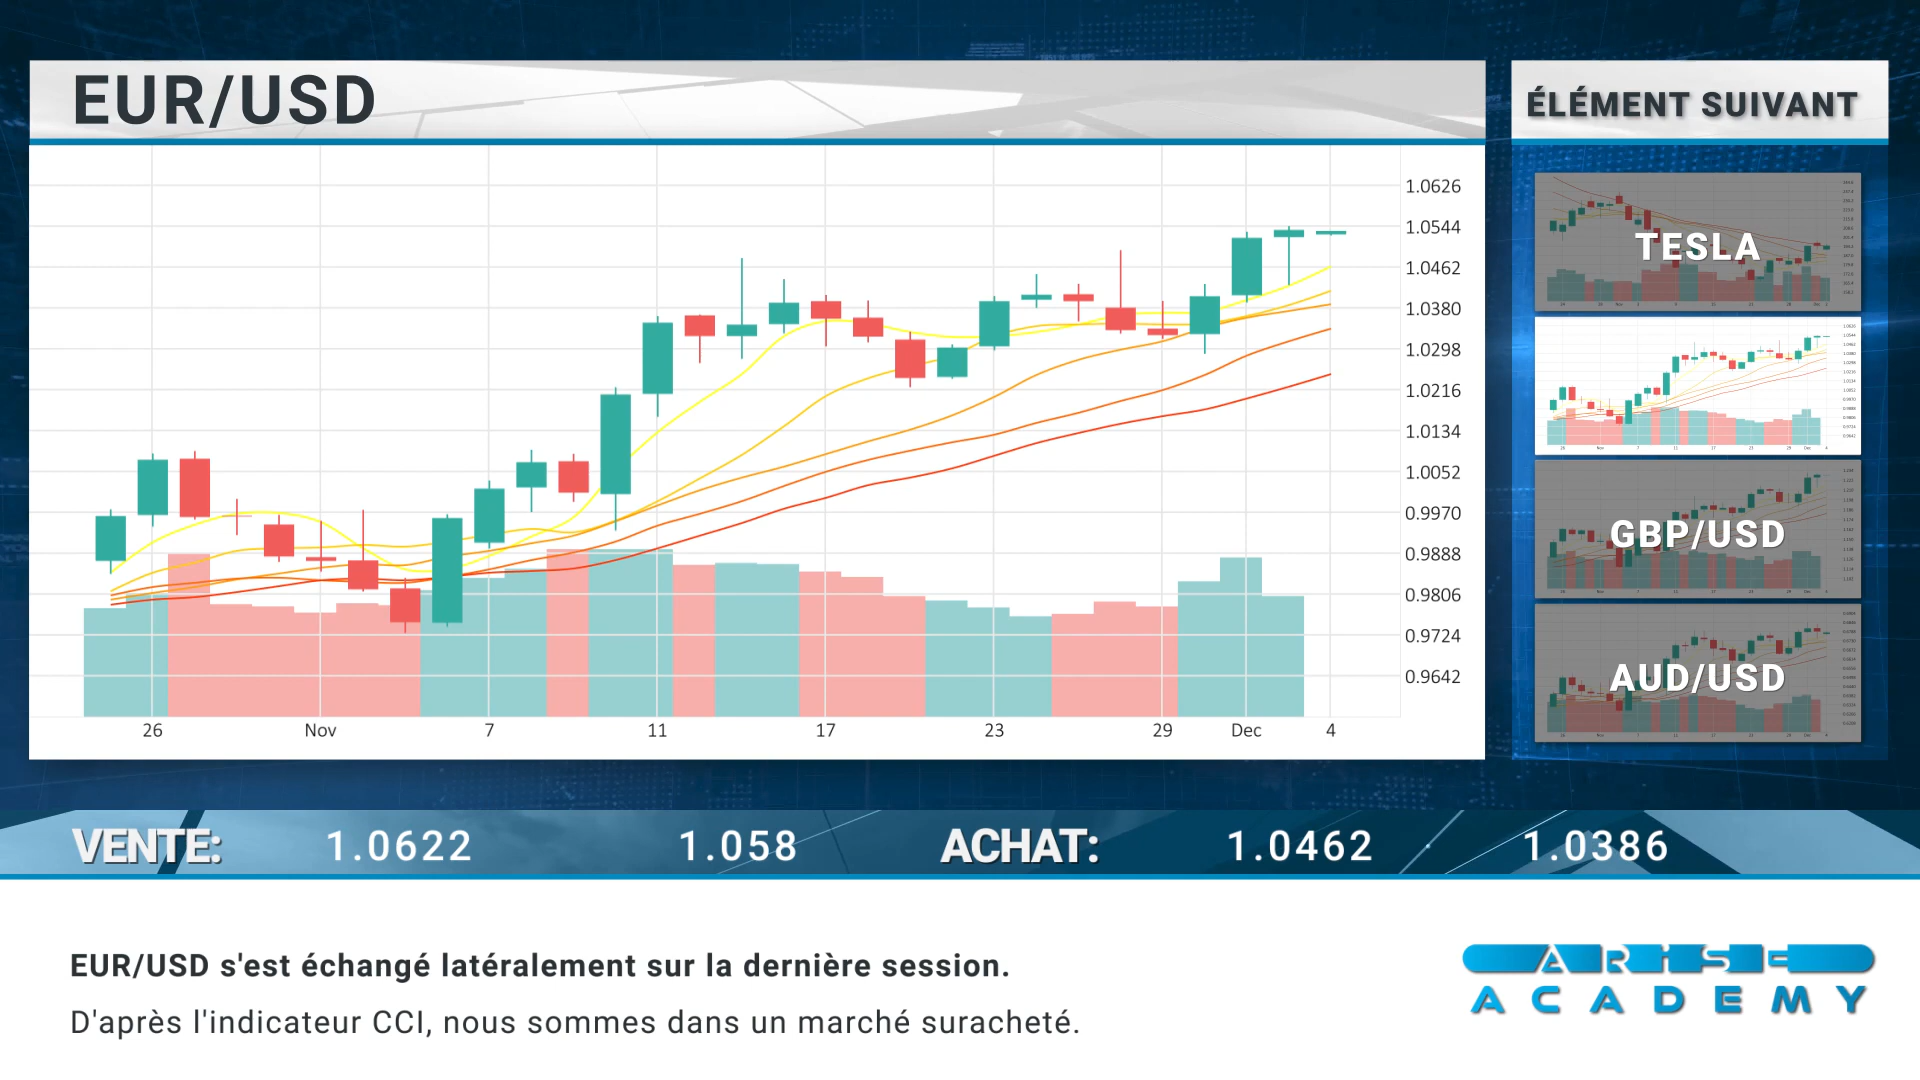 EUR/USD
ÉLÉMENT SUIVANT
1.0626
1.0544
1.0462
1.0380
1.0298
1.0216
1.0134
1.0052
0.9970
0.9888
0.9806
0.9724
0.9642
26 Nov 7 11 17 23 29 Dec 4
TESLA
GBP/USD
AUD/USD
VENTE: 1.0622 1.058 ACHAT: 1.0462 1.0386
EUR/USD s'est échangé latéralement sur la dernière session.
D'après l'indicateur CCI, nous sommes dans un marché suracheté.
ARISE
ACADEMY